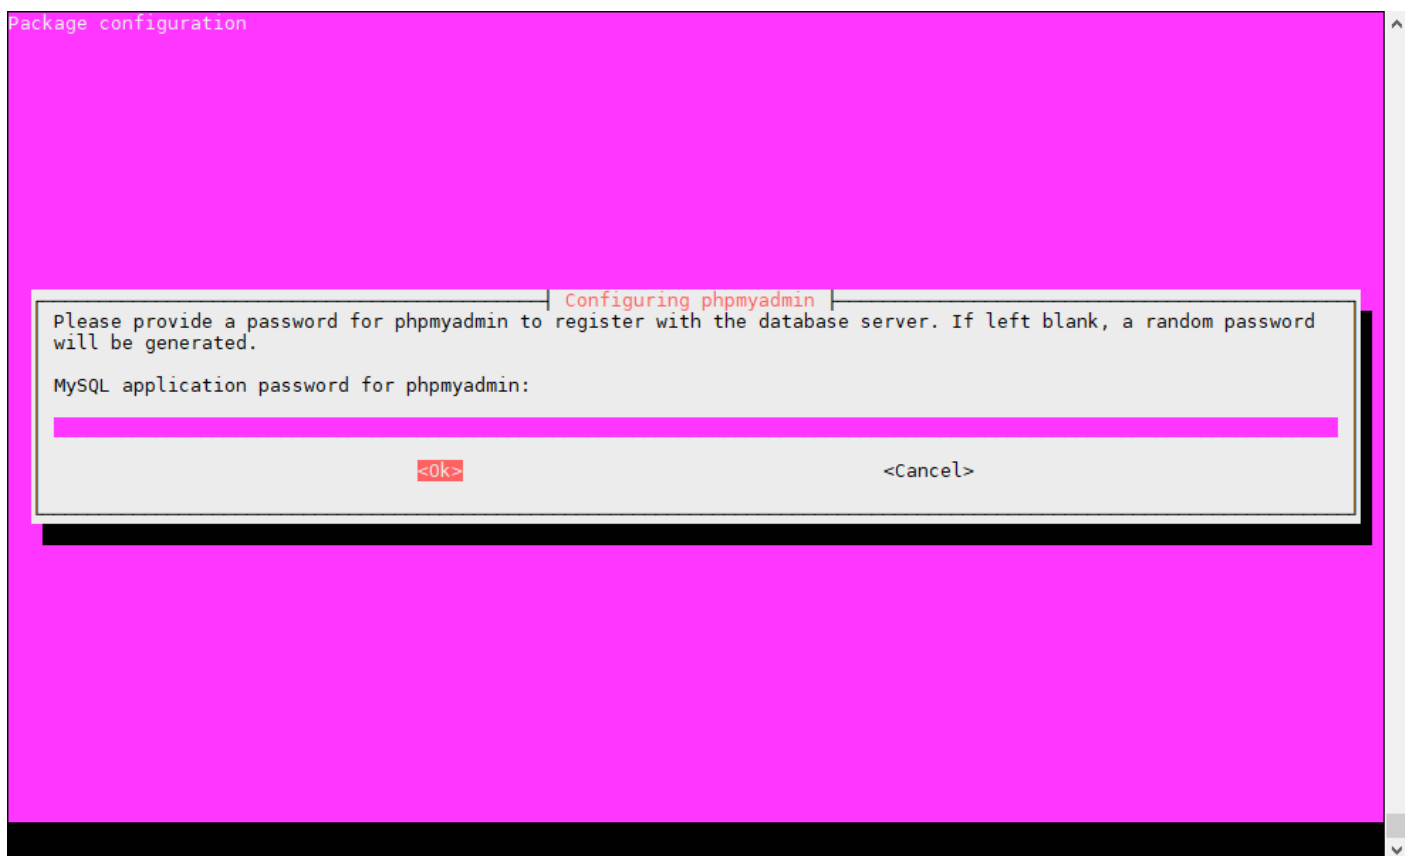 Package configuration
Configuring phpmyadmin
Please provide a password for phpmyadmin to register with the database server. If left blank, a random password
will be generated.
MySQL application password for phpmyadmin:
<Ok> <Cancel>